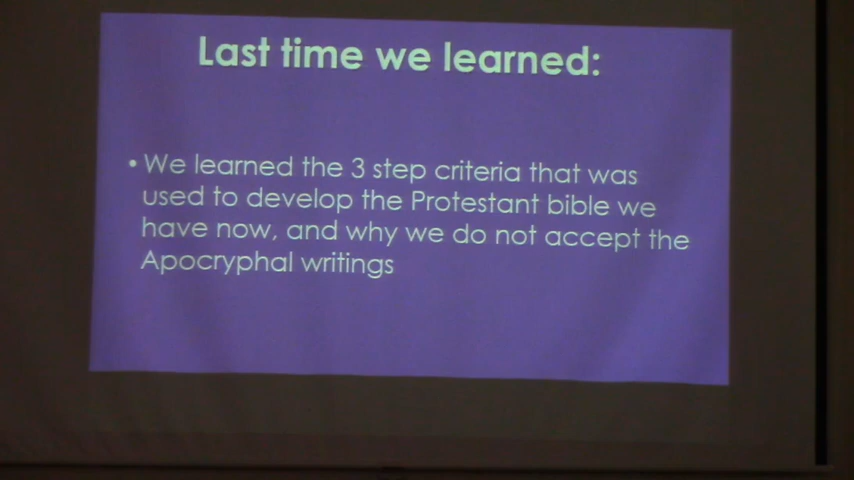 Last time we learned:
• We learned the 3 step criteria that was
used to develop the Protestant bible we
have now, and why we do not accept the
Apocryphal writings